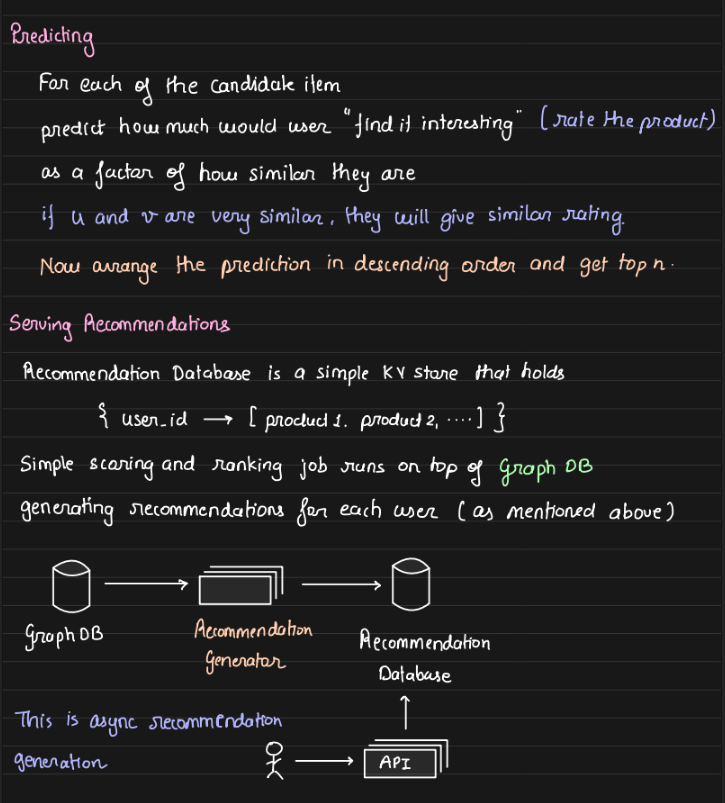 Predicting
For each of the candidate item
predict how much would user "find it interesting" (rate the product)
as a factor of how similar they are
if u and v are very similar, they will give similar rating.
Now arrange the prediction in descending order and get top n.
Serving Recommendations
Recommendation Database is a simple KV store that holds
{ user_id → [ product 1. product 2, ....] }
Simple scoring and ranking job runs on top of Graph DB
generating recommendations for each user (as mentioned above)
Graph DB
Recommendation
Generator
Recommendation
Database
This is async recommendation
generation
API